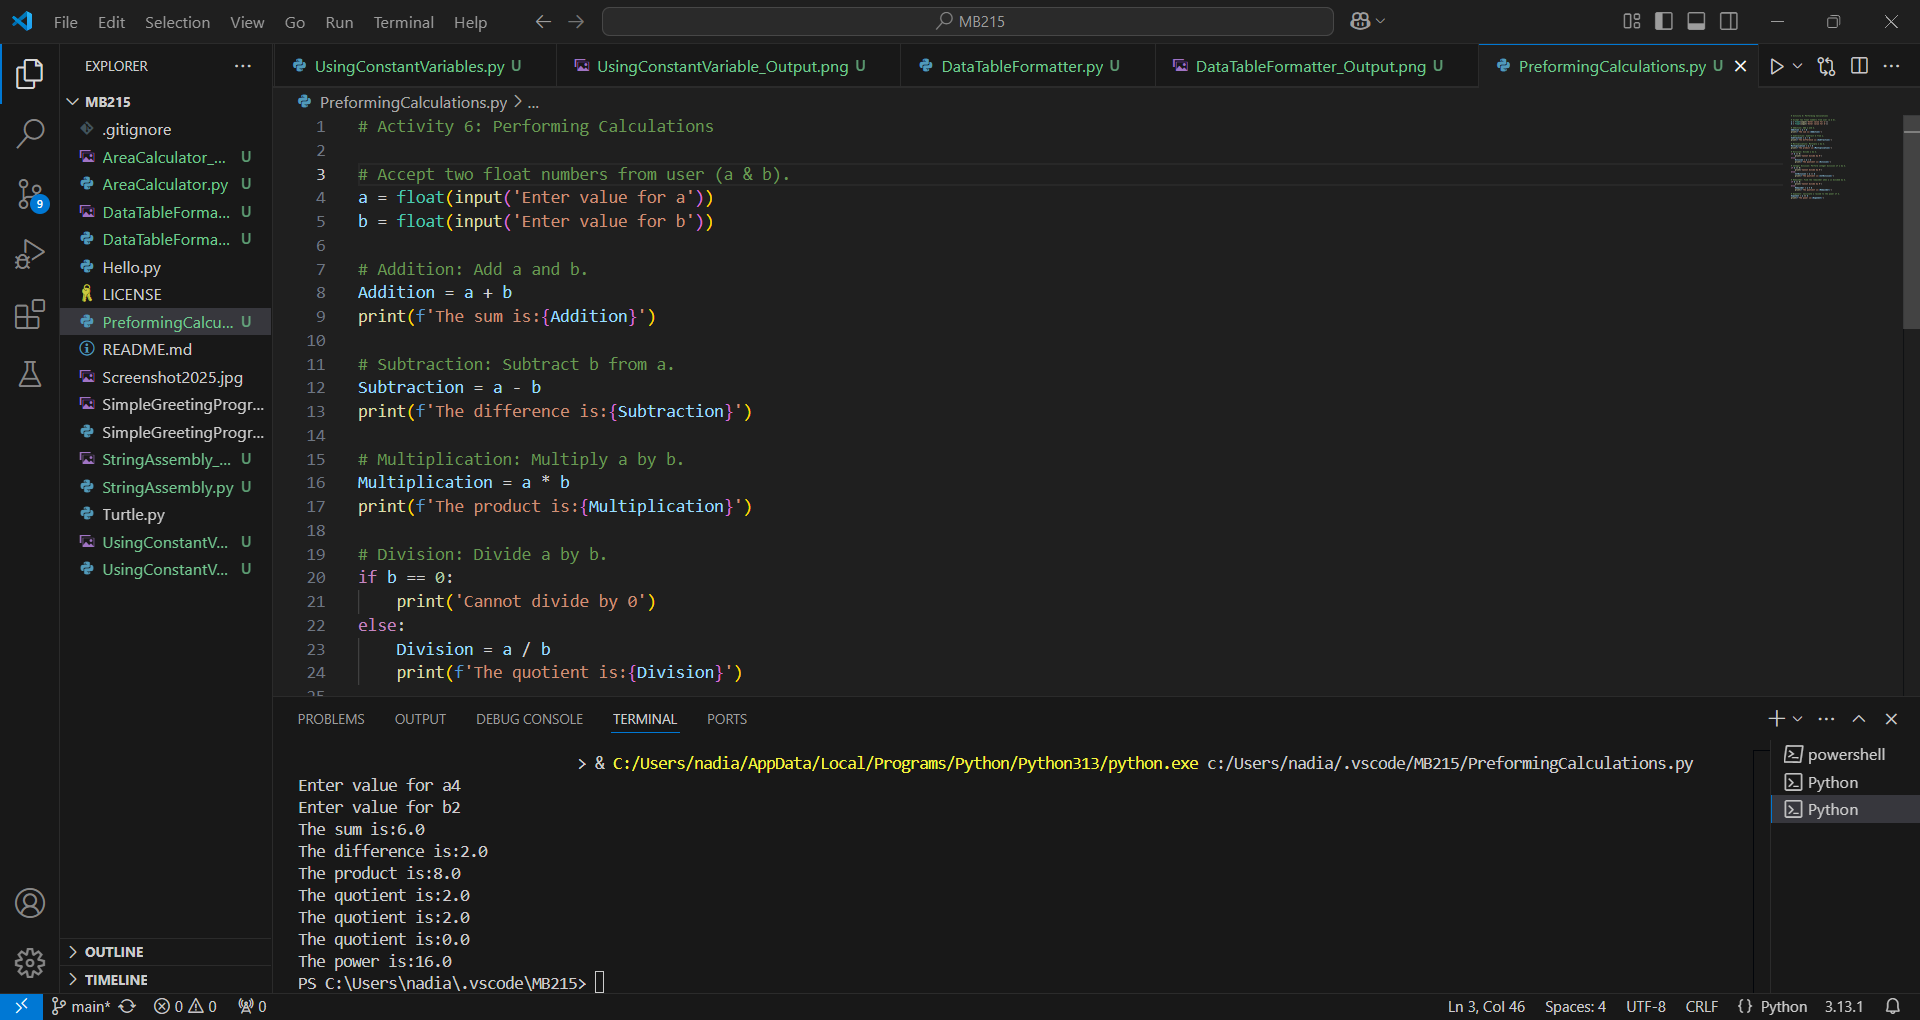 File Edit Selection View Go Run Terminal Help MB215
EXPLORER
MB215
.gitignore
AreaCalculator_... U
AreaCalculator.py U
DataTableForma... U
DataTableForma... U
Hello.py
LICENSE
PreformingCalcu... U
README.md
Screenshot2025.jpg
SimpleGreetingProgr...
SimpleGreetingProgr...
StringAssembly_... U
StringAssembly.py U
Turtle.py
UsingConstantV... U
UsingConstantV... U
OUTLINE
TIMELINE
UsingConstantVariables.py U UsingConstantVariable_Output.png U DataTableFormatter.py U DataTableFormatter_Output.png U PreformingCalculations.py U
PreformingCalculations.py > ...
1 # Activity 6: Performing Calculations
2
3 # Accept two float numbers from user (a & b).
4 a = float(input('Enter value for a'))
5 b = float(input('Enter value for b'))
6
7 # Addition: Add a and b.
8 Addition = a + b
9 print(f'The sum is:{Addition}')
10
11 # Subtraction: Subtract b from a.
12 Subtraction = a - b
13 print(f'The difference is:{Subtraction}')
14
15 # Multiplication: Multiply a by b.
16 Multiplication = a * b
17 print(f'The product is:{Multiplication}')
18
19 # Division: Divide a by b.
20 if b == 0:
21 print('Cannot divide by 0')
22 else:
23 Division = a / b
24 print(f'The quotient is:{Division}')
25
PROBLEMS OUTPUT DEBUG CONSOLE TERMINAL PORTS
> & C:/Users/nadia/AppData/Local/Programs/Python/Python313/python.exe c:/Users/nadia/.vscode/MB215/PreformingCalculations.py
Enter value for a4
Enter value for b2
The sum is:6.0
The difference is:2.0
The product is:8.0
The quotient is:2.0
The quotient is:2.0
The quotient is:0.0
The power is:16.0
PS C:\Users\nadia\.vscode\MB215>
powershell
Python
Python
9
main* 0 0 0 Ln 3, Col 46 Spaces: 4 UTF-8 CRLF {} Python 3.13.1